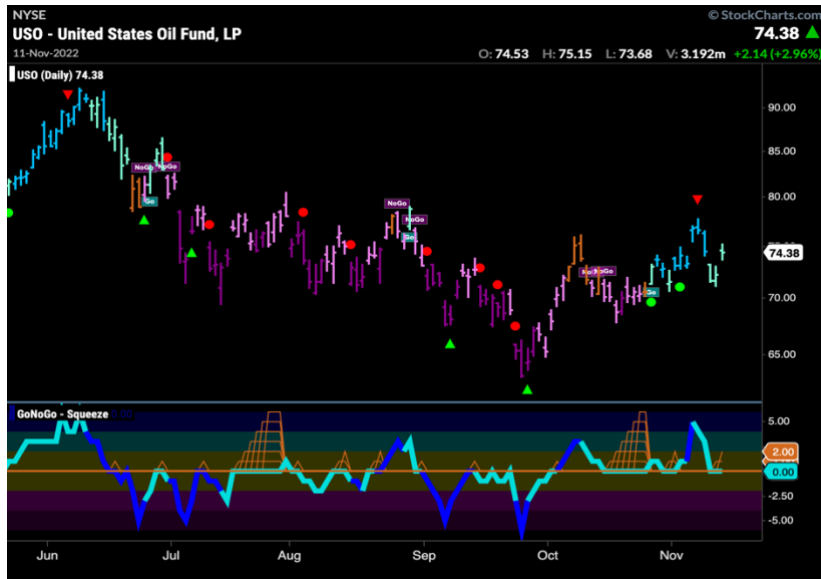 NYSE
© StockCharts.com
USO - United States Oil Fund, LP
74.38
11-Nov-2022
O: 74.53 H: 75.15 L: 73.68 V: 3.192m +2.14 (+2.96%)
USO (Daily) 74.38
90.00
85.00
80.00
74.38
70.00
65.00
NoGo
NoGo
Go
NoGo
NoGo
Go
NoGo
Go
GoNoGo - Squeeze 0.00
5.00
2.00
0.00
-2.50
-5.00
Jun Jul Aug Sep Oct Nov